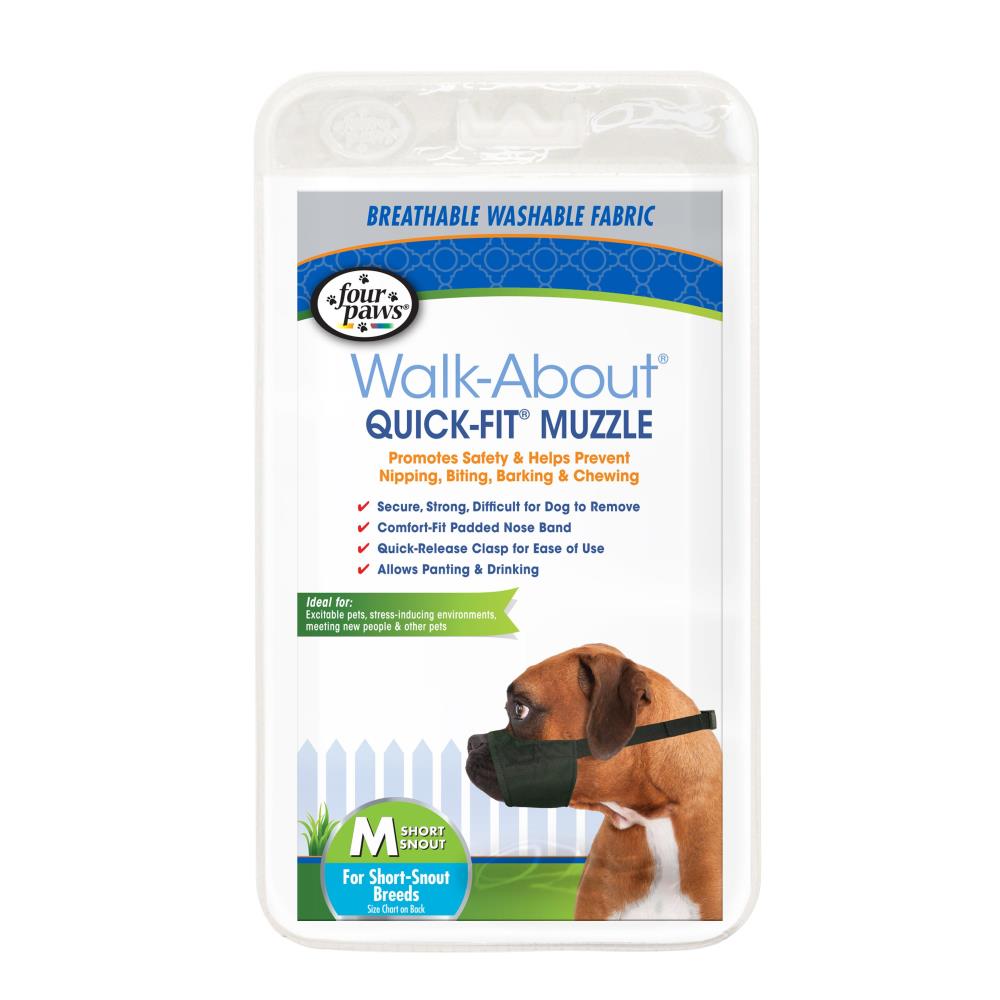 BREATHABLE WASHABLE FABRIC
four paws®
Walk-About®
QUICK-FIT® MUZZLE
Promotes Safety & Helps Prevent
Nipping, Biting, Barking & Chewing
✔ Secure, Strong, Difficult for Dog to Remove
✔ Comfort-Fit Padded Nose Band
✔ Quick-Release Clasp for Ease of Use
✔ Allows Panting & Drinking
Ideal for:
Excitable pets, stress-inducing environments,
meeting new people & other pets
M SHORT
SNOUT
For Short-Snout
Breeds
Size Chart on Back